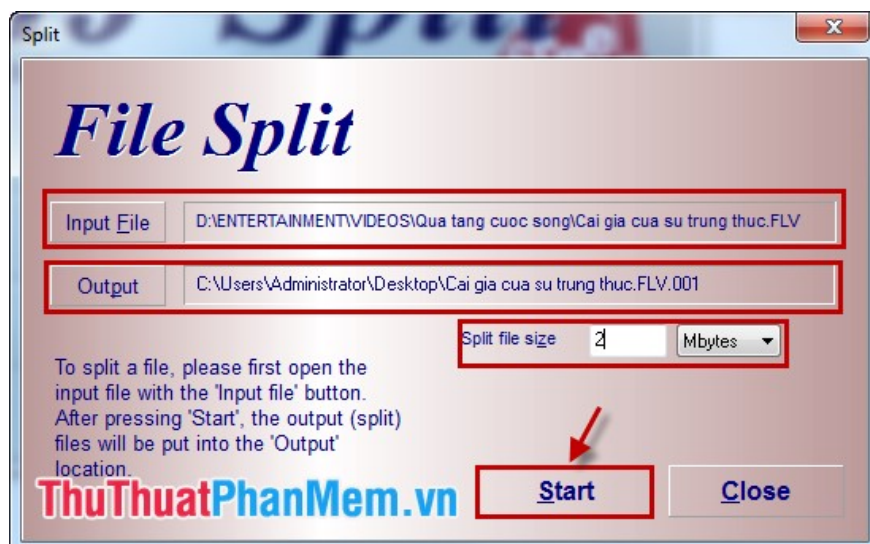 Split
File Split
Input File
D:\ENTERTAINMENT\VIDEOS\Qua tang cuoc song\Cai gia cua su trung thuc.FLV
Output
C:\Users\Administrator\Desktop\Cai gia cua su trung thuc.FLV.001
Split file size 2 Mbytes
To split a file, please first open the
input file with the 'Input file' button.
After pressing 'Start', the output (split)
files will be put into the 'Output'
location.
ThuThuatPhanMem.vn
Start
Close